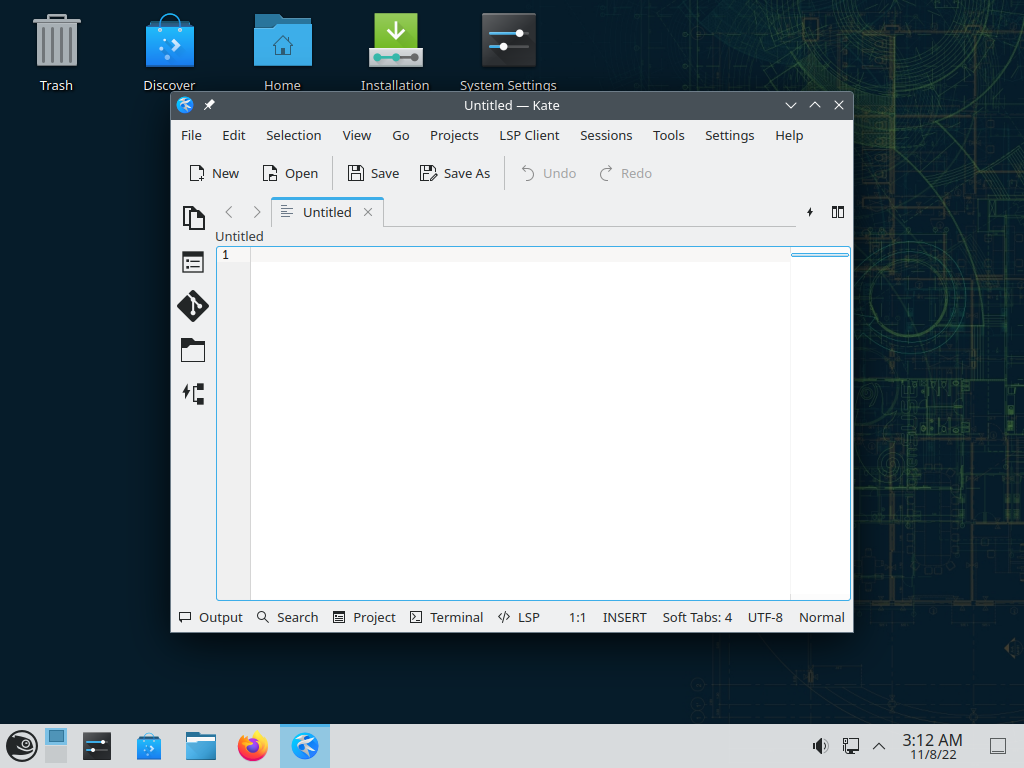 Trash Discover Home Installation System Settings
Untitled — Kate
File Edit Selection View Go Projects LSP Client Sessions Tools Settings Help
New Open Save Save As Undo Redo
Untitled
Untitled
1
Output Search Project Terminal LSP 1:1 INSERT Soft Tabs: 4 UTF-8 Normal
3:12 AM
11/8/22